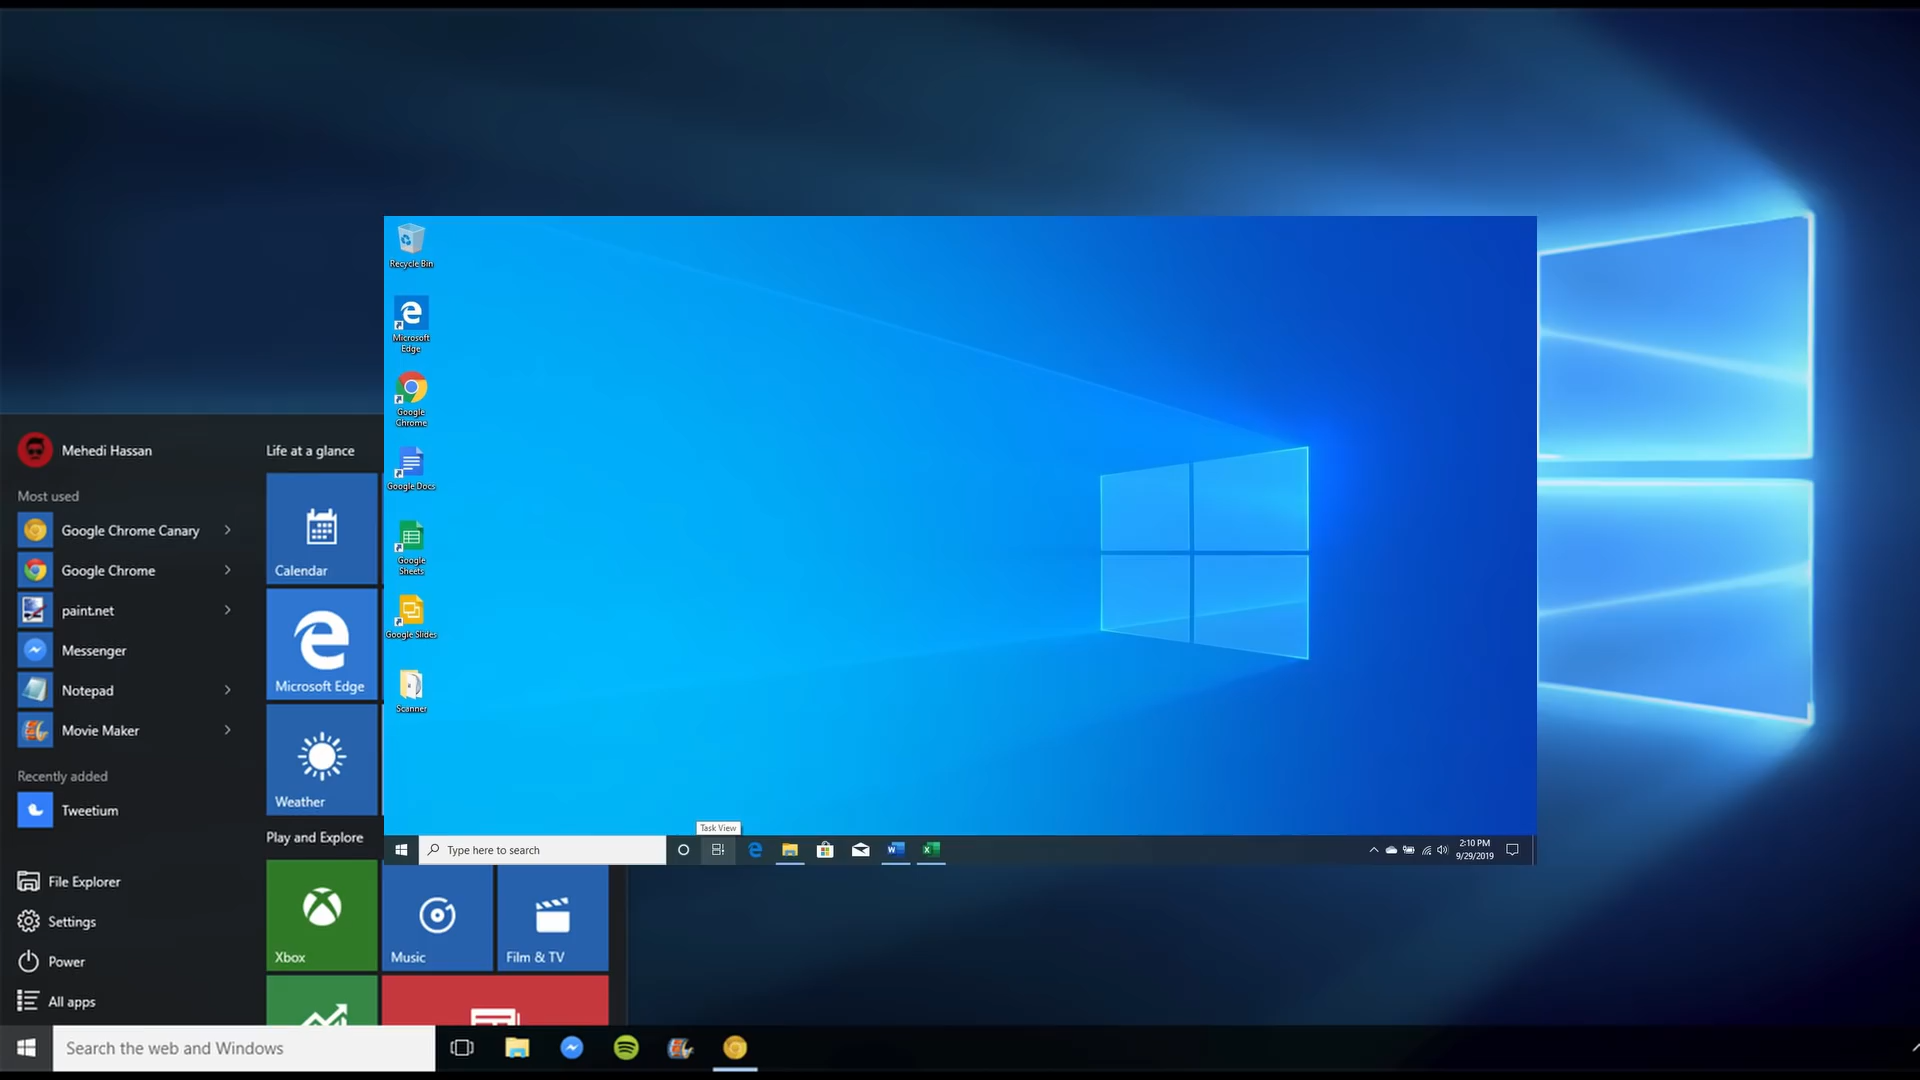 Recycle Bin
Microsoft
Edge
Google
Chrome
Google Docs
Google
Sheets
Google Slides
Scanner
Task View
Type here to search
2:10 PM
9/29/2019
Mehedi Hassan
Most used
Google Chrome Canary
Google Chrome
paint.net
Messenger
Notepad
Movie Maker
Recently added
Tweetium
File Explorer
Settings
Power
All apps
Life at a glance
Calendar
Microsoft Edge
Weather
Play and Explore
Xbox
Music
Film & TV
Search the web and Windows